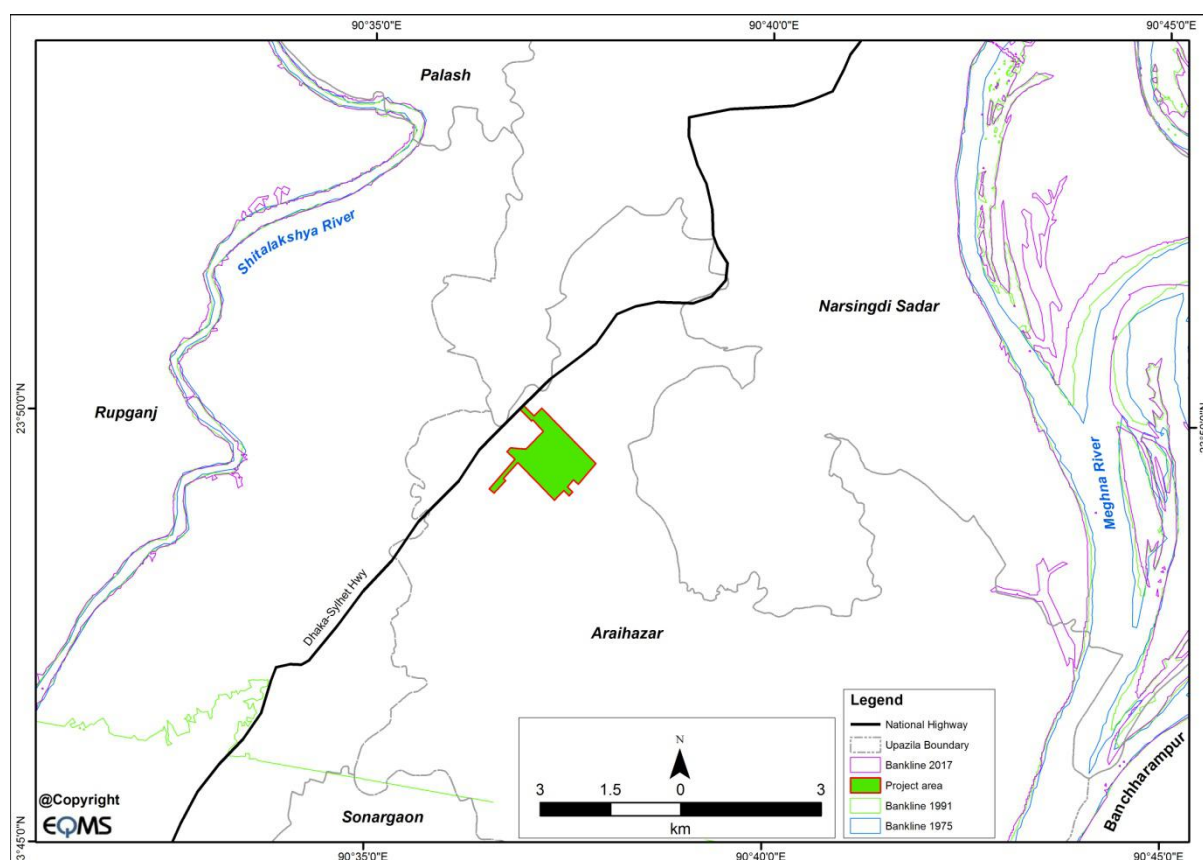 90°35'0"E
90°40'0"E
90°45'0"E
Palash
Shitalakshya River
Narsingdi Sadar
Rupganj
23°50'0"N
Meghna River
Dhaka-Sylhet Hwy
Araihazar
Legend
National Highway
Upazila Boundary
Bankline 2017
Project area
Bankline 1991
Bankline 1975
N
3 1.5 0 3
km
Banchharampur
@Copyright
EQMS
Sonargaon
90°35'0"E
90°40'0"E
90°45'0"E